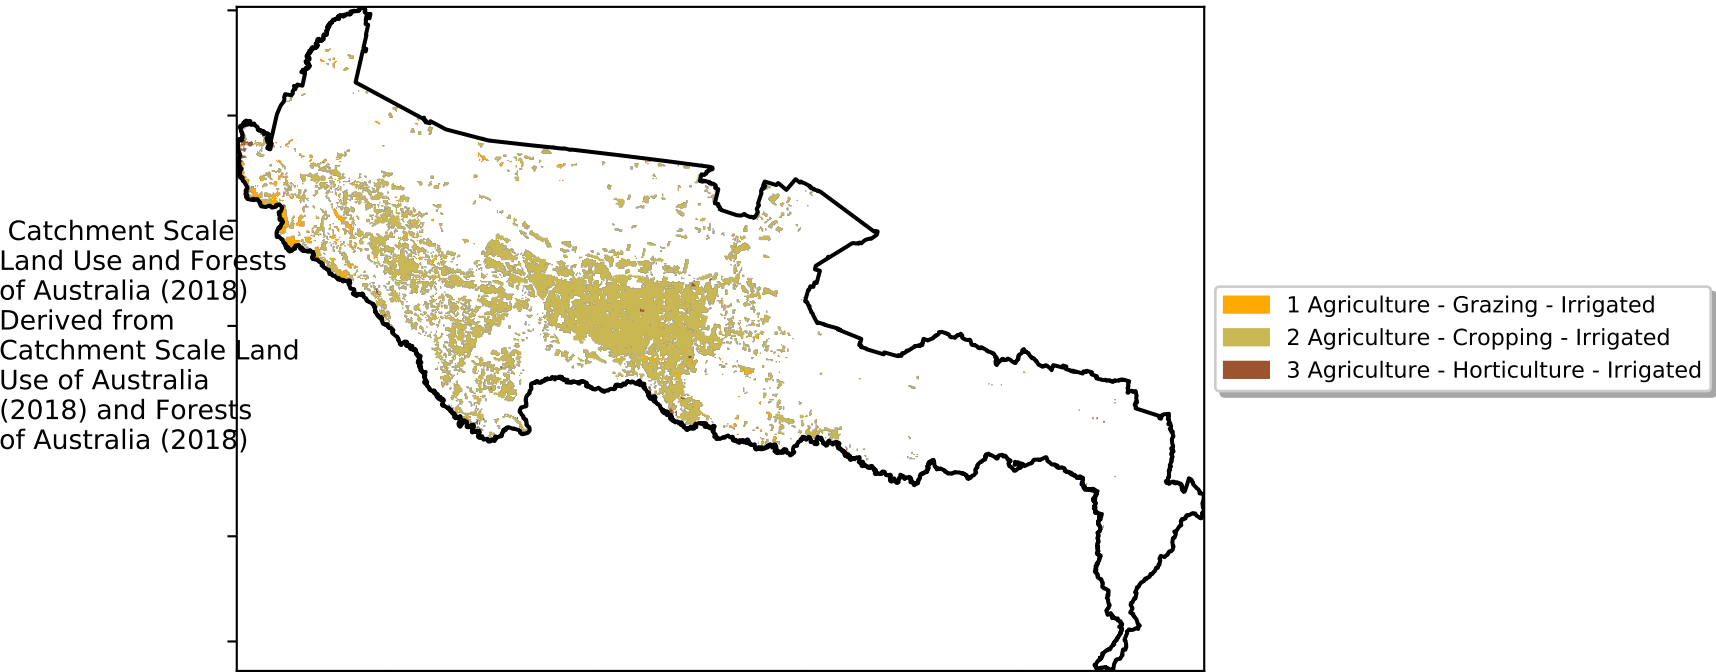 Catchment Scale
Land Use and Forests
of Australia (2018)
Derived from
Catchment Scale Land
Use of Australia
(2018) and Forests
of Australia (2018)
1 Agriculture - Grazing - Irrigated
2 Agriculture - Cropping - Irrigated
3 Agriculture - Horticulture - Irrigated